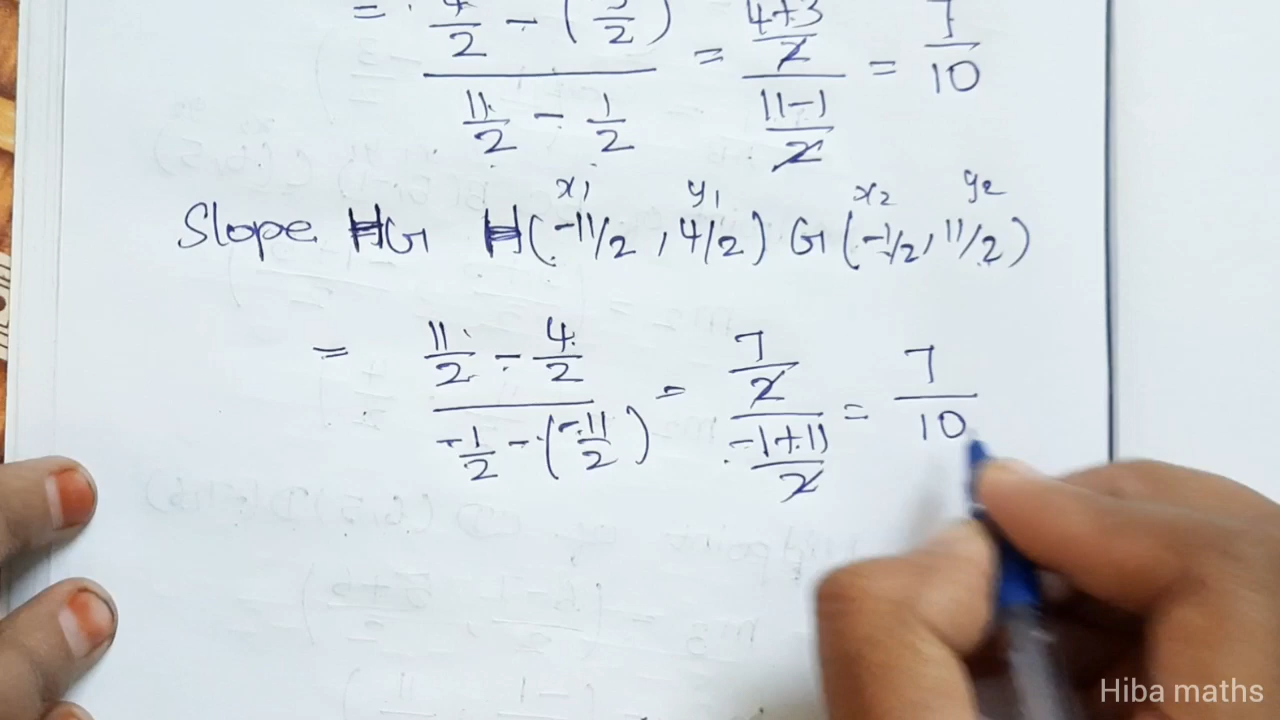 = 4/2 - (3/2) / 11/2 - 1/2 = 4+3/2 / 11-1/2 = 7/10
x1 y1 x2 y2
Slope HG H(-11/2, 4/2) G(-1/2, 11/2)
= 11/2 - 4/2 / -1/2 - (-11/2) = 7/2 / -1+11/2 = 7/10
Hiba maths